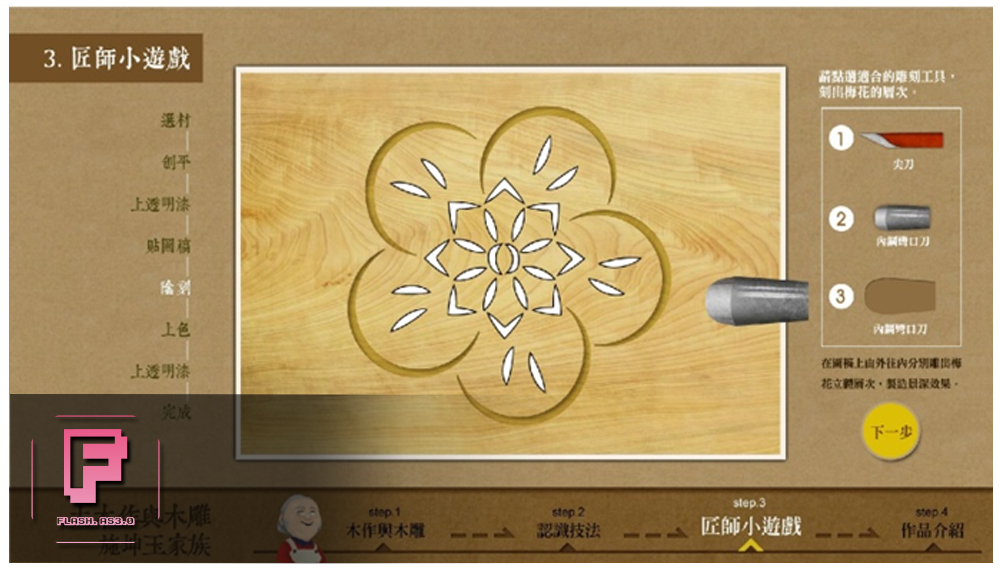 3. 匠師小遊戲
選材
刨平
上透明漆
貼圖稿
陰刻
上色
上透明漆
完成
請點選適合的雕刻工具，
刻出梅花的層次。
1
尖刀
2
內圓彎口刀
3
內圓彎口刀
在圖稿上由外往內分別雕出梅
花立體層次，製造景深效果。
下一步
F
FLASH. AS3.0
木作與木雕
施坤玉家族
step.1
木作與木雕
step.2
認識技法
step.3
匠師小遊戲
step.4
作品介紹